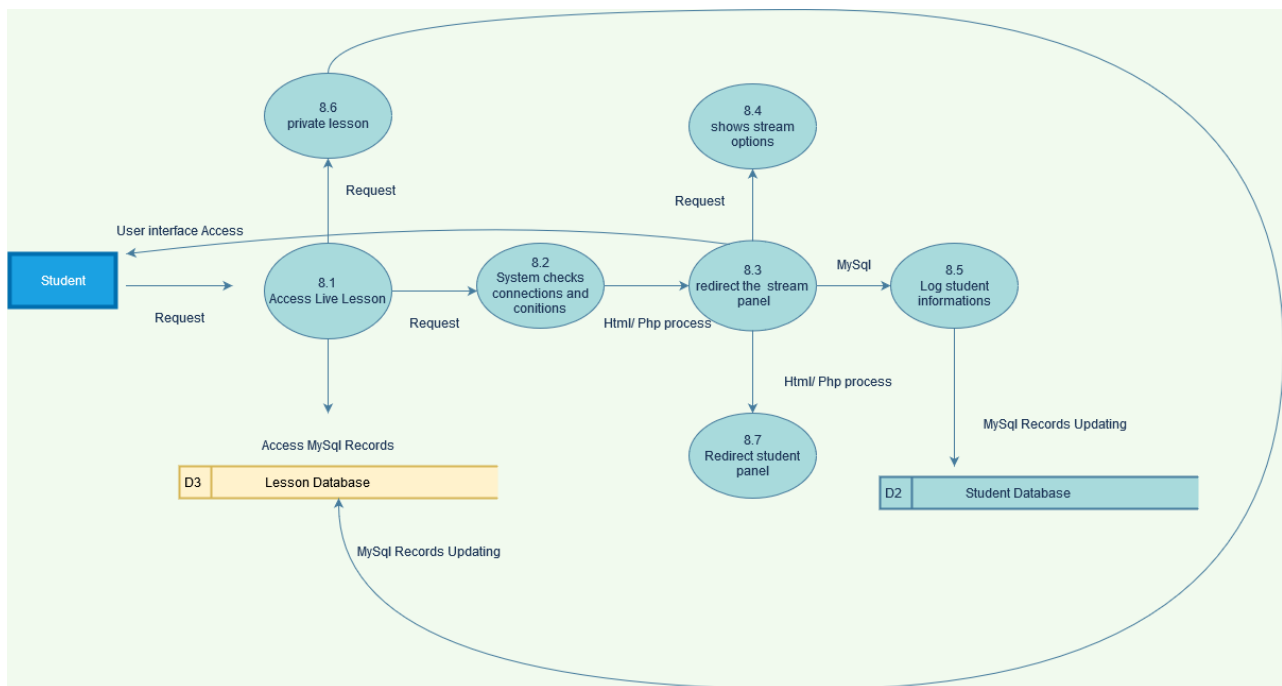 8.6
private lesson
8.4
shows stream
options
Request
Request
User interface Access
Student
Request
8.1
Access Live Lesson
Request
8.2
System checks
connections and
conitions
Html/ Php process
8.3
redirect the stream
panel
MySql
8.5
Log student
informations
Html/ Php process
MySql Records Updating
Access MySql Records
D3
Lesson Database
8.7
Redirect student
panel
D2
Student Database
MySql Records Updating